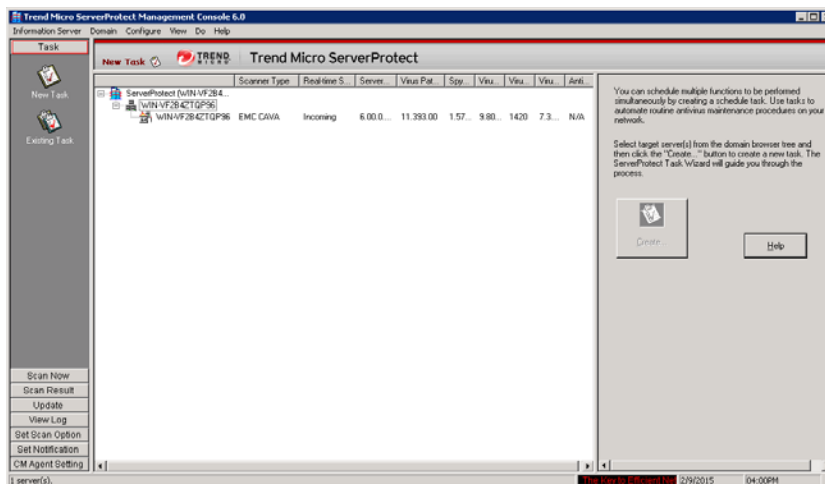 Trend Micro ServerProtect Management Console 6.0
Information Server Domain Configure View Do Help
Task
New Task
Existing Task
Scan Now
Scan Result
Update
View Log
Set Scan Option
Set Notification
CM Agent Setting
New Task TREND MICRO Trend Micro ServerProtect
Scanner Type Real-time S... Server... Virus Pat... Spy... Viru... Viru... Viru... Anti...
ServerProtect (WIN-VF2B4...
WIN-VF2B4ZTQP96
WIN-VF2B4ZTQP96 EMC CAVA Incoming 6.00.0... 11.393.00 1.57... 9.80... 1420 7.3... N/A
You can schedule multiple functions to be performed
simultaneously by creating a schedule task. Use tasks to
automate routine antivirus maintenance procedures on your
network.
Select target server(s) from the domain browser tree and
then click the "Create..." button to create a new task. The
ServerProtect Task Wizard will guide you through the
process.
Create...
Help
1 server(s).
The Key to Efficient Net 2/9/2015 04:00PM